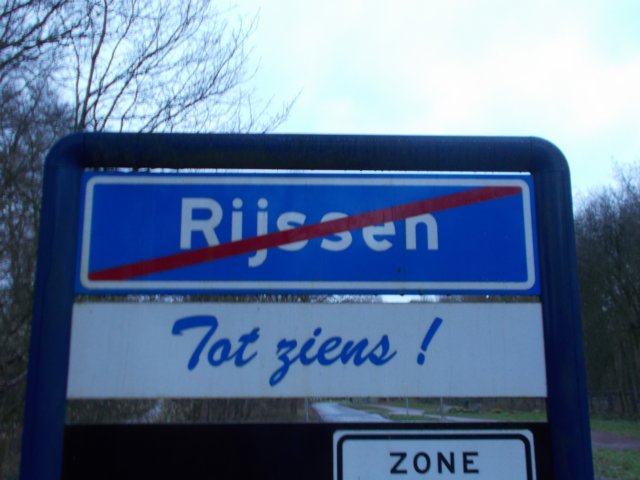 Rijssen
Tot ziens !
ZONE